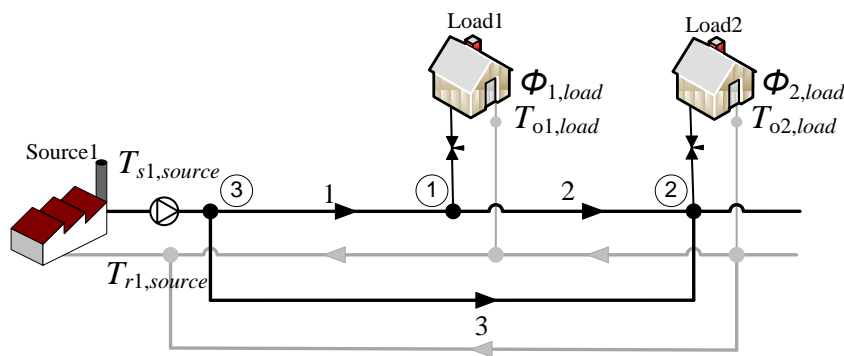 Load1
Load2
Φ1,load
Φ2,load
To1,load
To2,load
Source1
Ts1,source
3
1
1
2
2
Tr1,source
3